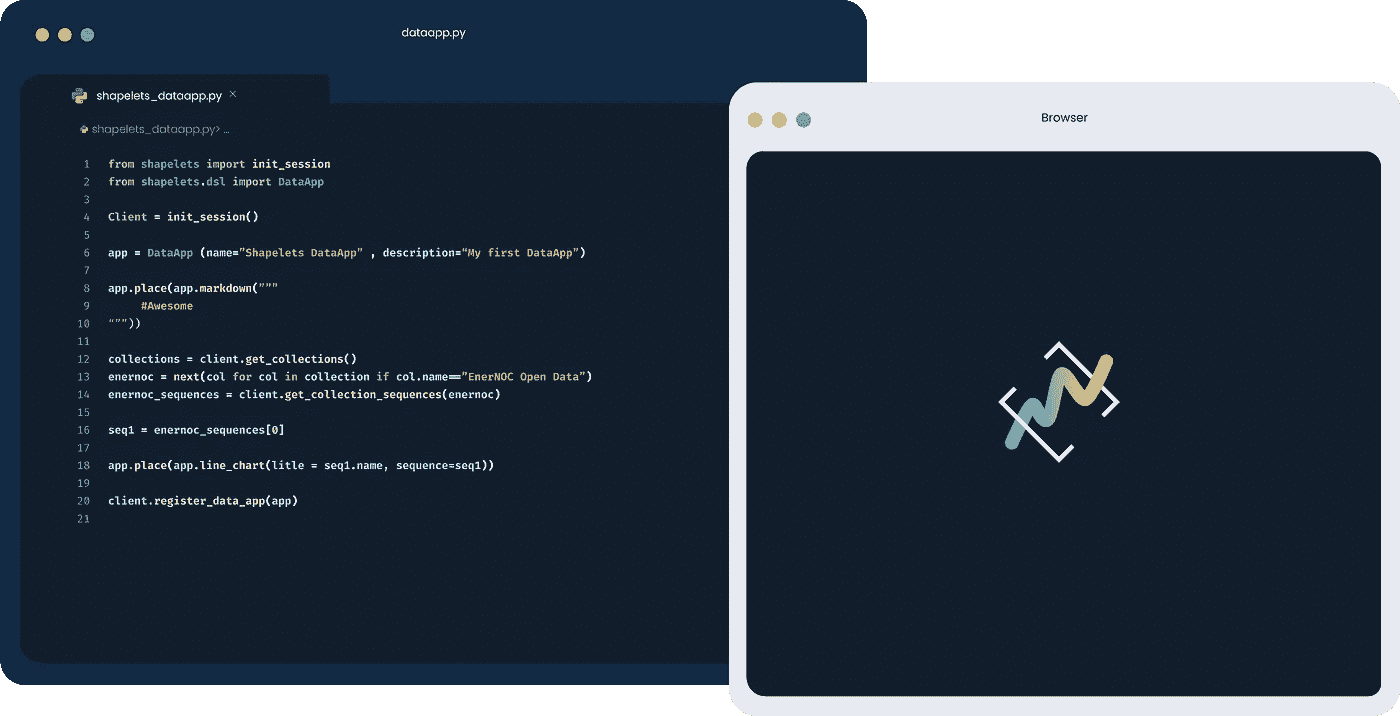 dataapp.py
shapelets_dataapp.py ×
shapelets_dataapp.py> ...
1 from shapelets import init_session
2 from shapelets.dsl import DataApp
3
4 Client = init_session()
5
6 app = DataApp (name="Shapelets DataApp" , description="My first DataApp")
7
8 app.place(app.markdown("""
9 #Awesome
10 """))
11
12 collections = client.get_collections()
13 enernoc = next(col for col in collection if col.name=="EnerNOC Open Data”)
14 enernoc_sequences = client.get_collection_sequences(enernoc)
15
16 seq1 = enernoc_sequences[0]
17
18 app.place(app.line_chart(litle = seq1.name, sequence=seq1))
19
20 client.register_data_app(app)
21
Browser